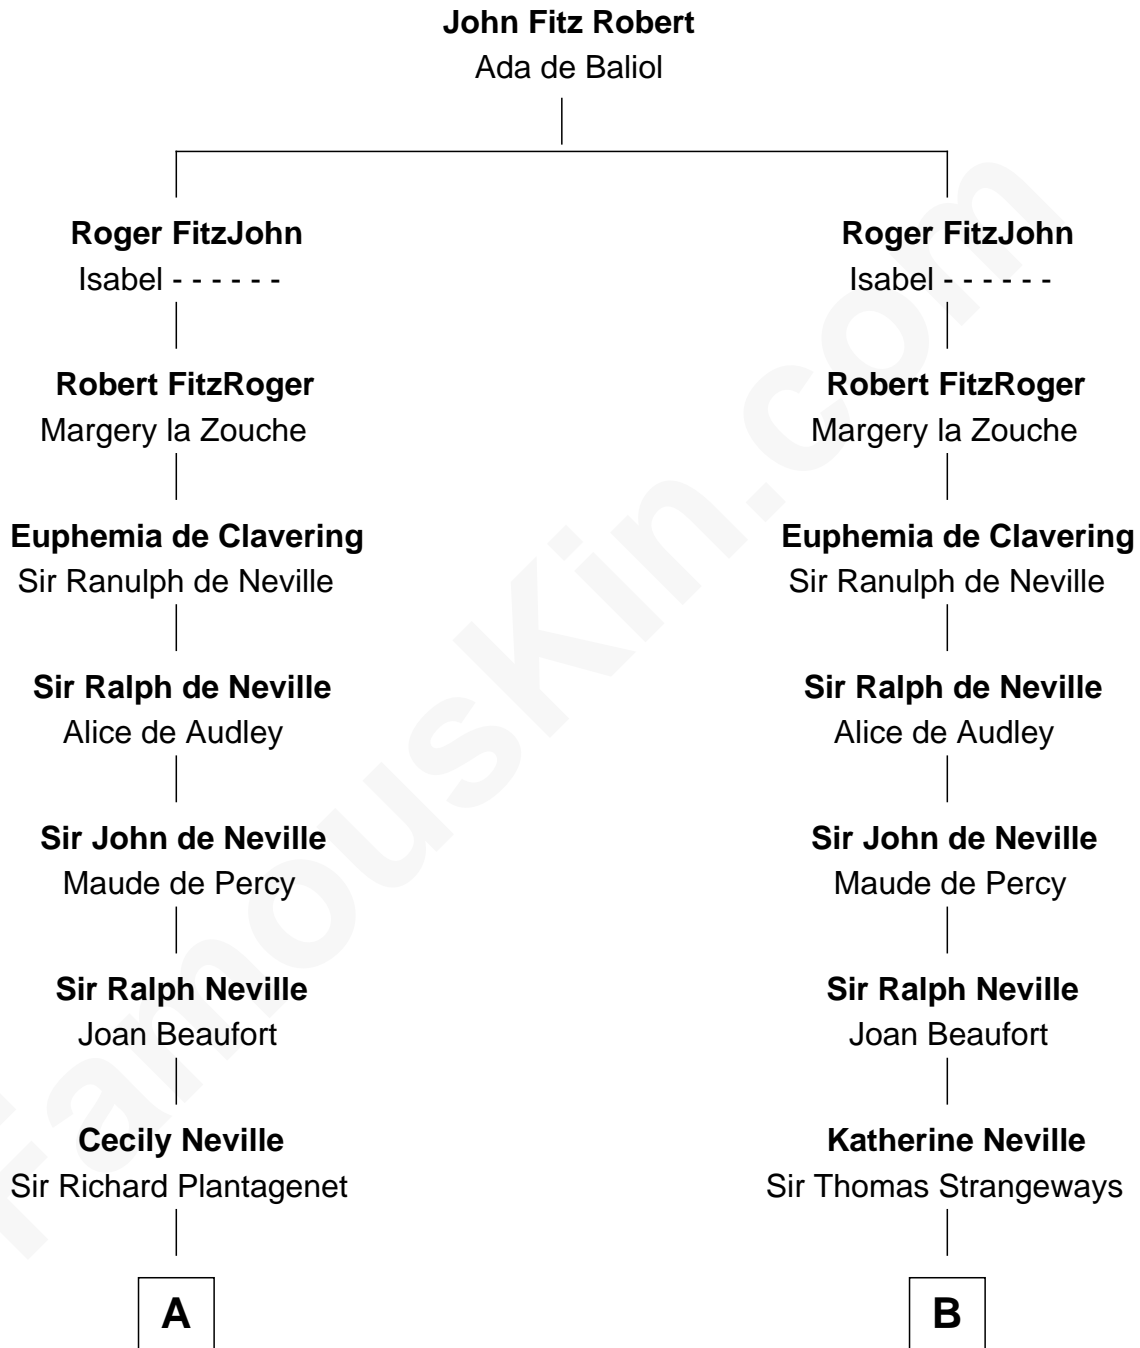 John Fitz Robert
Ada de Baliol
Roger FitzJohn
Isabel - - - - - -
Robert FitzRoger
Margery la Zouche
Euphemia de Clavering
Sir Ranulph de Neville
Sir Ralph de Neville
Alice de Audley
Sir John de Neville
Maude de Percy
Sir Ralph Neville
Joan Beaufort
Cecily Neville
Sir Richard Plantagenet
A
Roger FitzJohn
Isabel - - - - - -
Robert FitzRoger
Margery la Zouche
Euphemia de Clavering
Sir Ranulph de Neville
Sir Ralph de Neville
Alice de Audley
Sir John de Neville
Maude de Percy
Sir Ralph Neville
Joan Beaufort
Katherine Neville
Sir Thomas Strangeways
B
FamousKin.com